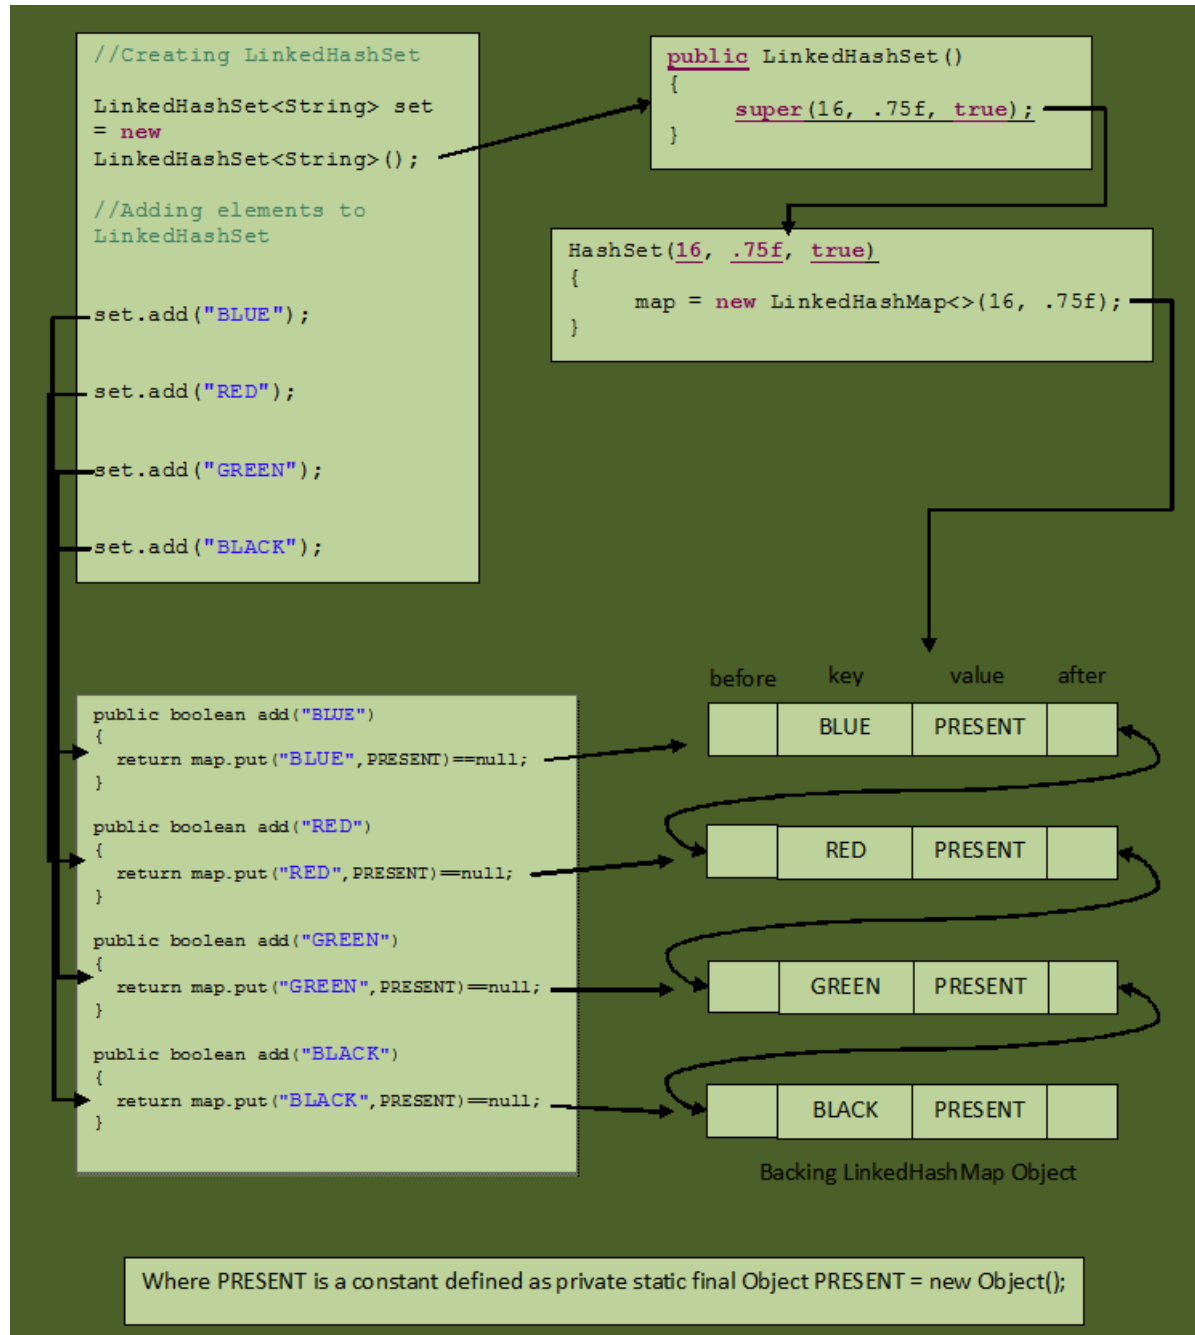 //Creating LinkedHashSet
LinkedHashSet<String> set
= new
LinkedHashSet<String>();
//Adding elements to
LinkedHashSet
set.add("BLUE");
set.add("RED");
set.add("GREEN");
set.add("BLACK");
public LinkedHashSet()
{
super(16, .75f, true);
}
HashSet(16, .75f, true)
{
map = new LinkedHashMap<>(16, .75f);
}
public boolean add("BLUE")
{
return map.put("BLUE",PRESENT)==null;
}
public boolean add("RED")
{
return map.put("RED",PRESENT)==null;
}
public boolean add("GREEN")
{
return map.put("GREEN",PRESENT)==null;
}
public boolean add("BLACK")
{
return map.put("BLACK",PRESENT)==null;
}
before key value after
BLUE PRESENT
RED PRESENT
GREEN PRESENT
BLACK PRESENT
Backing LinkedHashMap Object
Where PRESENT is a constant defined as private static final Object PRESENT = new Object();